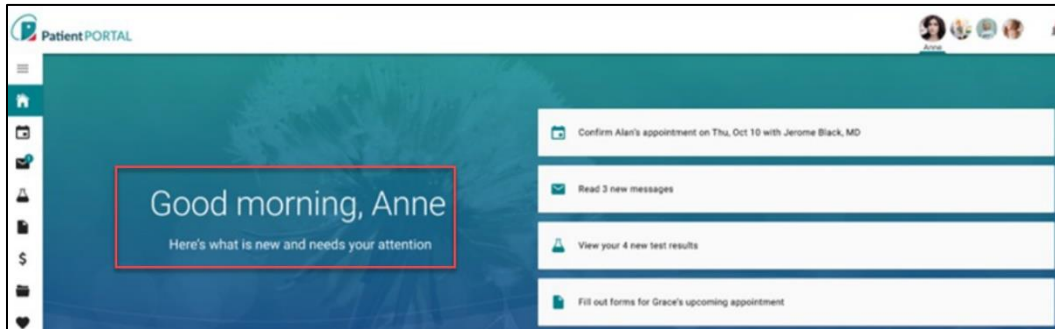 Patient PORTAL
Anne
Good morning, Anne
Here's what is new and needs your attention
Confirm Alan's appointment on Thu, Oct 10 with Jerome Black, MD
Read 3 new messages
View your 4 new test results
Fill out forms for Grace's upcoming appointment